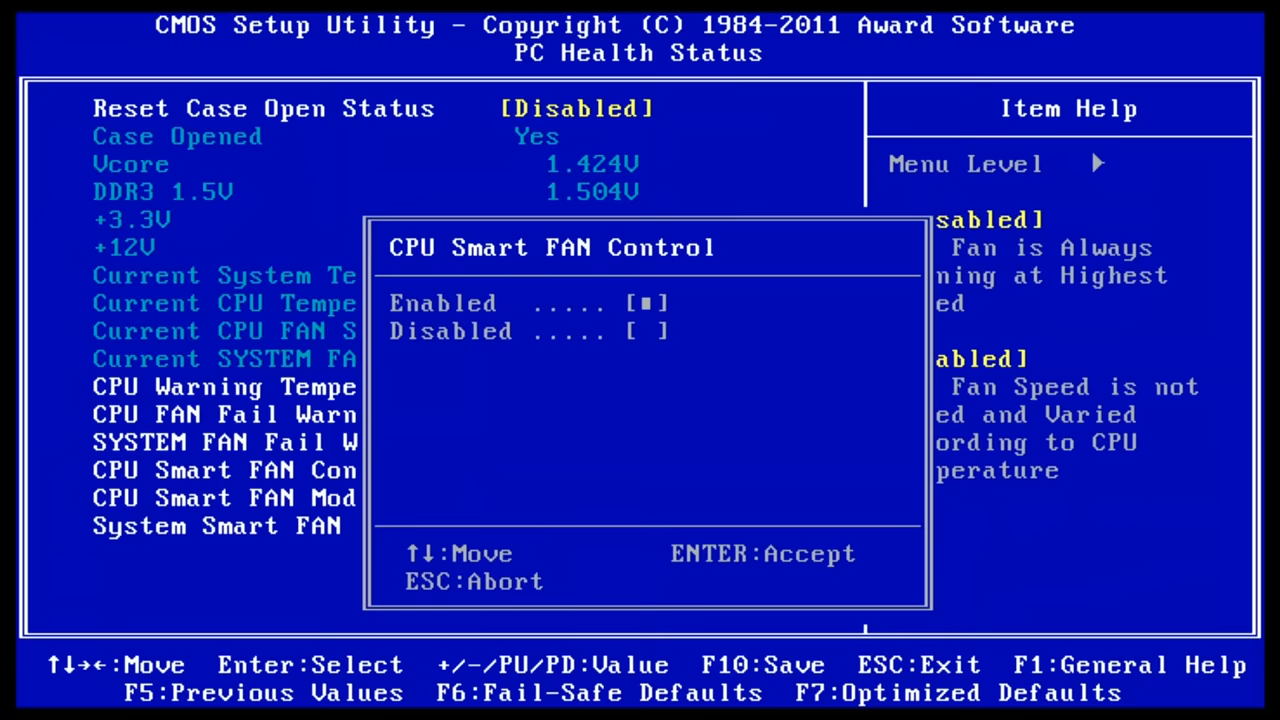 CMOS Setup Utility - Copyright (C) 1984-2011 Award Software
PC Health Status
Reset Case Open Status [Disabled]
Case Opened Yes
Vcore 1.424V
DDR3 1.5V 1.504V
+3.3V
+12V
Current System Te
Current CPU Tempe
Current CPU FAN S
Current SYSTEM FA
CPU Warning Tempe
CPU FAN Fail Warn
SYSTEM FAN Fail W
CPU Smart FAN Con
CPU Smart FAN Mod
System Smart FAN
CPU Smart FAN Control
Enabled ..... [■]
Disabled ..... [ ]
↑↓:Move ENTER:Accept
ESC:Abort
Item Help
Menu Level ▶
sabled]
Fan is Always
ning at Highest
ed
abled]
Fan Speed is not
ed and Varied
ording to CPU
perature
↑↓→←:Move Enter:Select +/-/PU/PD:Value F10:Save ESC:Exit F1:General Help
F5:Previous Values F6:Fail-Safe Defaults F7:Optimized Defaults